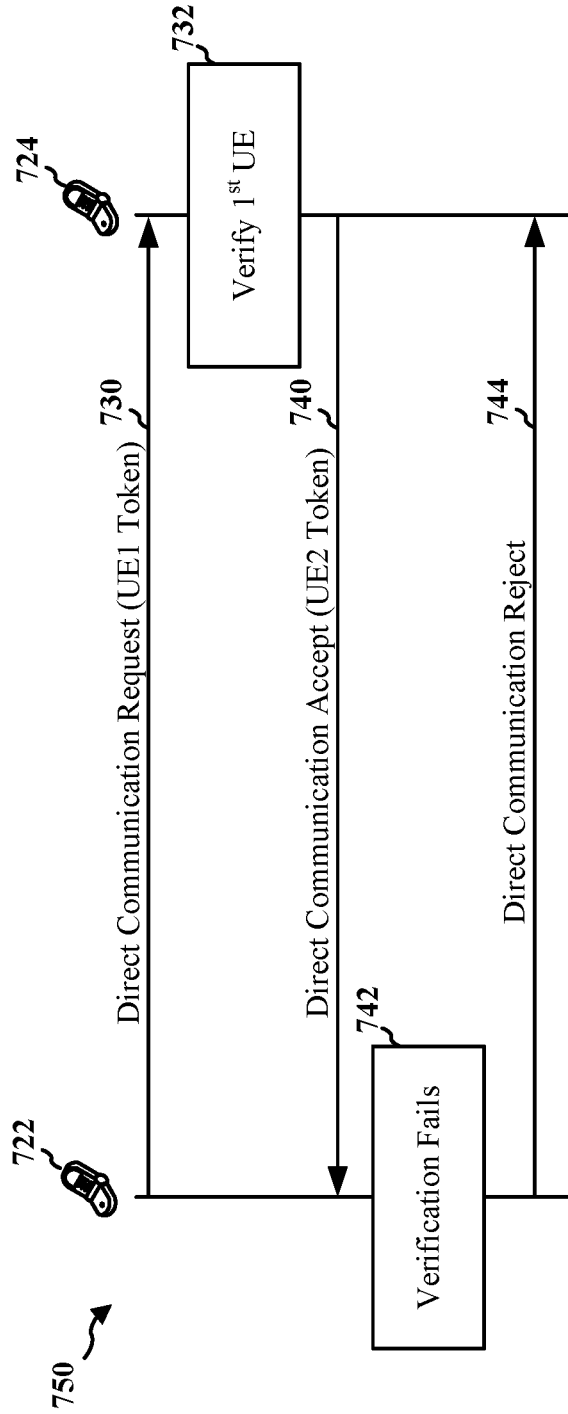 750
722
724
Direct Communication Request (UE1 Token)
730
732
Verify 1st UE
Direct Communication Accept (UE2 Token)
740
742
Verification Fails
Direct Communication Reject
744